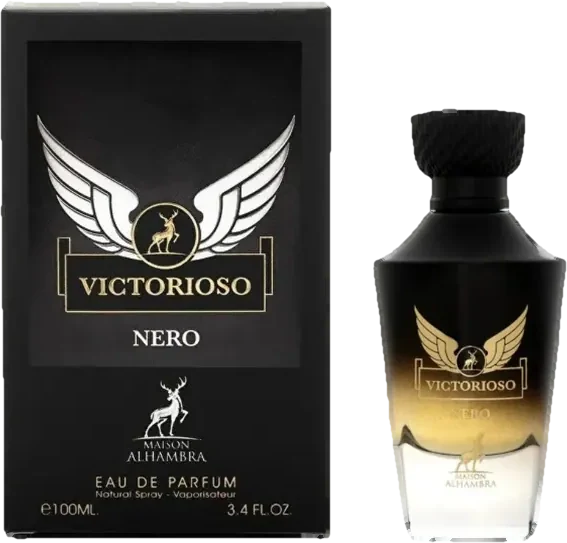 VICTORIOSO
NERO
MAISON
ALHAMBRA
EAU DE PARFUM
Natural Spray - Vaporisateur
℮100ML.
3.4 FL.OZ.
VICTORIOSO
NERO
MAISON
ALHAMBRA